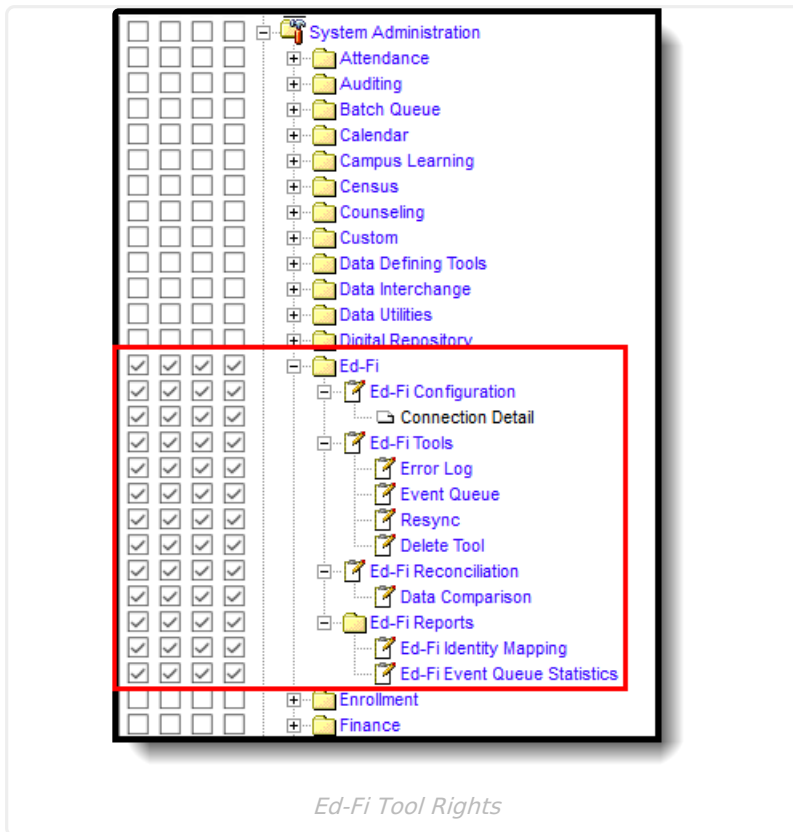 System Administration
Attendance
Auditing
Batch Queue
Calendar
Campus Learning
Census
Counseling
Custom
Data Defining Tools
Data Interchange
Data Utilities
Digital Repository
Ed-Fi
Ed-Fi Configuration
Connection Detail
Ed-Fi Tools
Error Log
Event Queue
Resync
Delete Tool
Ed-Fi Reconciliation
Data Comparison
Ed-Fi Reports
Ed-Fi Identity Mapping
Ed-Fi Event Queue Statistics
Enrollment
Finance
Ed-Fi Tool Rights